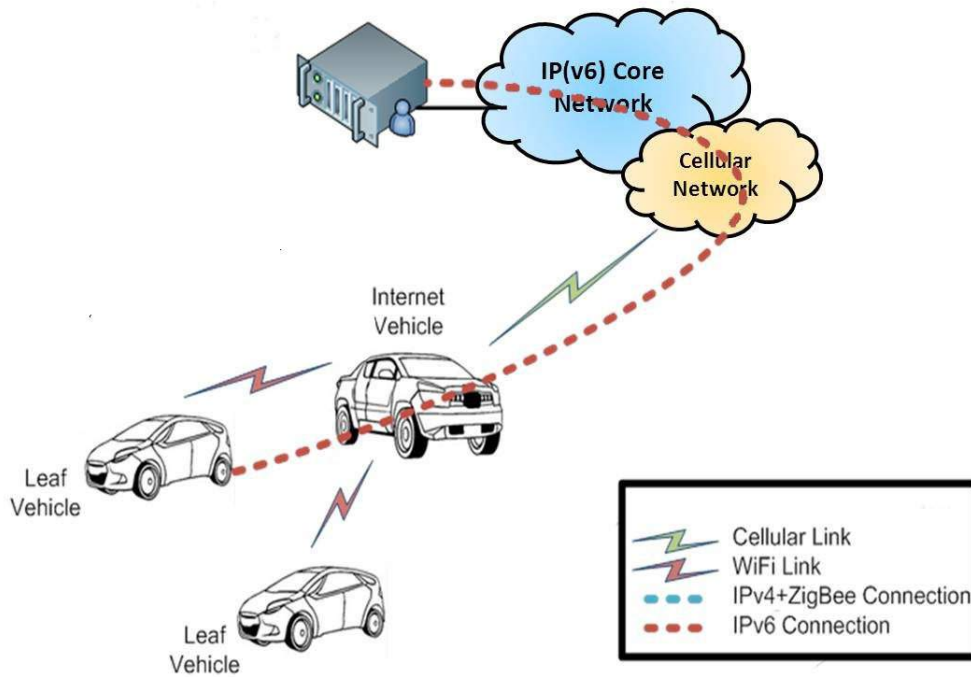 IP(v6) Core
Network
Cellular
Network
Internet
Vehicle
Leaf
Vehicle
Leaf
Vehicle
Cellular Link
WiFi Link
IPv4+ZigBee Connection
IPv6 Connection